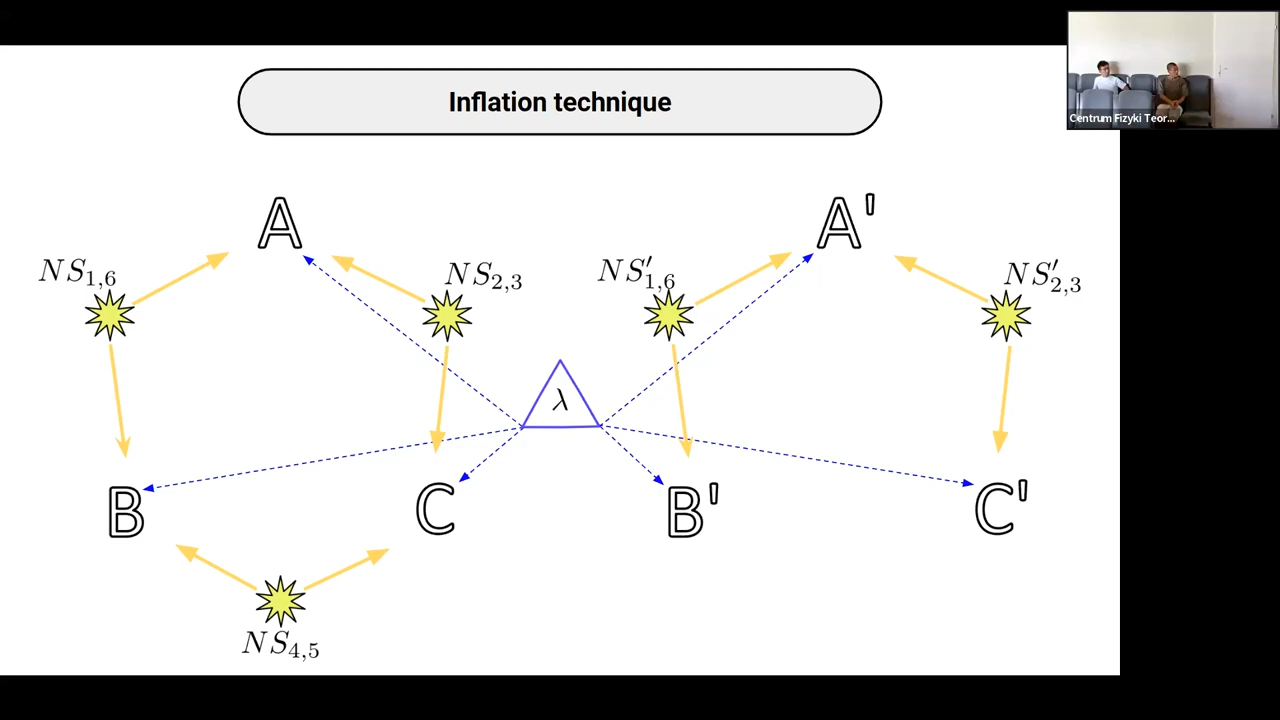 Inflation technique
Centrum Fizyki Teor...
A
A'
NS₁,₆
NS₂,₃
NS'₁,₆
NS'₂,₃
λ
B
C
B'
C'
NS₄,₅